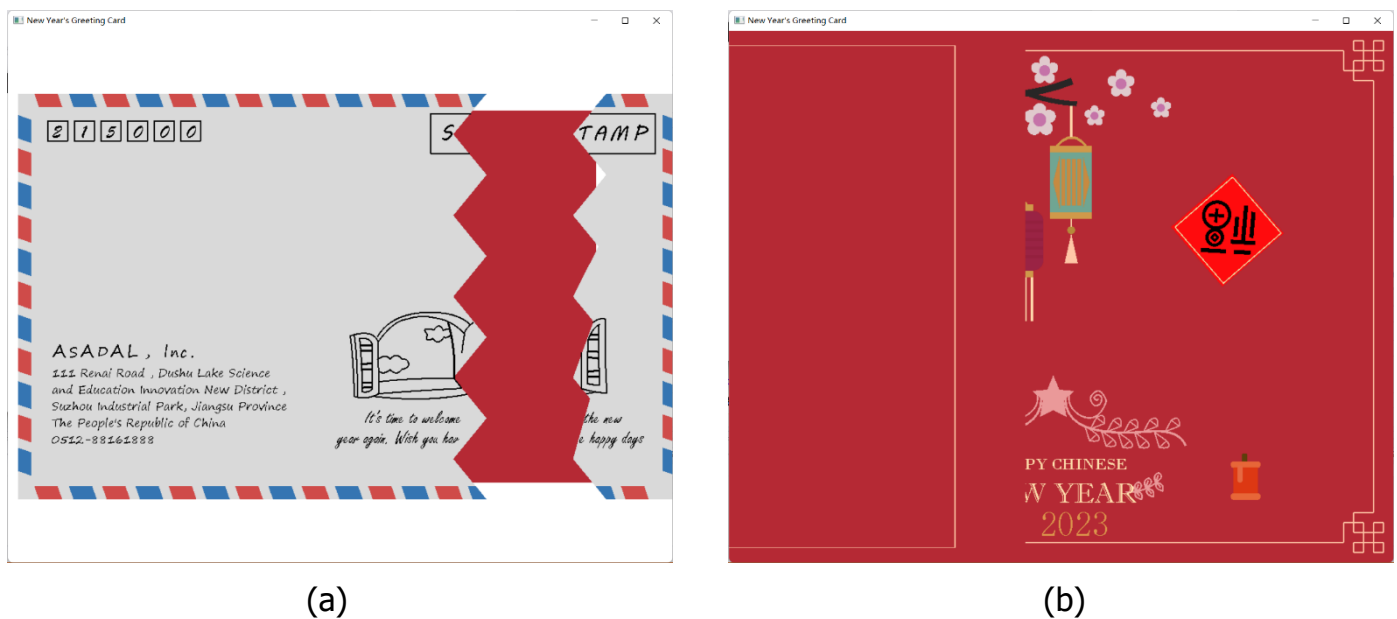 New Year's Greeting Card
215000
S TAMP
ASADAL , Inc.
111 Renai Road , Dushu Lake Science
and Education Innovation New District ,
Suzhou Industrial Park, Jiangsu Province
The People's Republic of China
0512-88161888
It's time to welcome the new
year again. Wish you hav e happy days
(a)
New Year's Greeting Card
PY CHINESE
W YEAR
2023
(b)